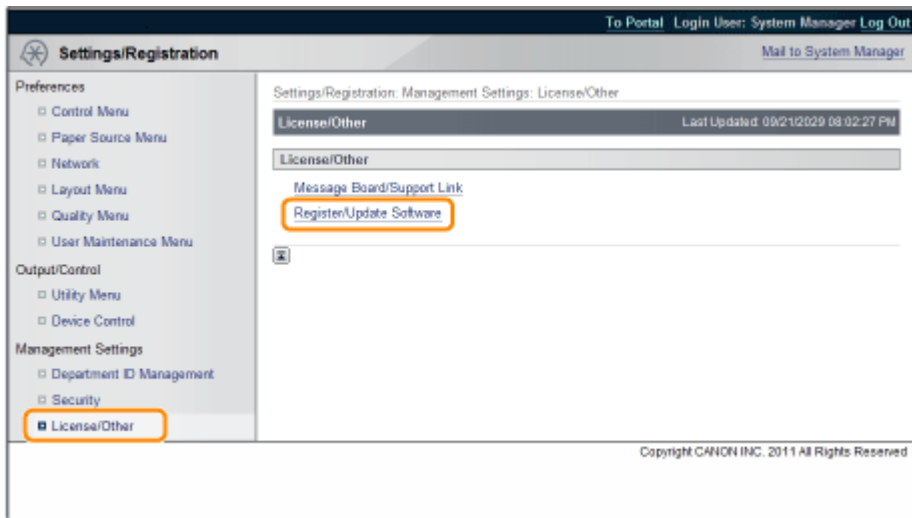 To Portal Login User: System Manager Log Out
Settings/Registration
Mail to System Manager
Preferences
Control Menu
Paper Source Menu
Network
Layout Menu
Quality Menu
User Maintenance Menu
Output/Control
Utility Menu
Device Control
Management Settings
Department ID Management
Security
License/Other
Settings/Registration: Management Settings: License/Other
License/Other
Last Updated: 09/21/2029 08:02:27 PM
License/Other
Message Board/Support Link
Register/Update Software
Copyright CANON INC. 2011 All Rights Reserved